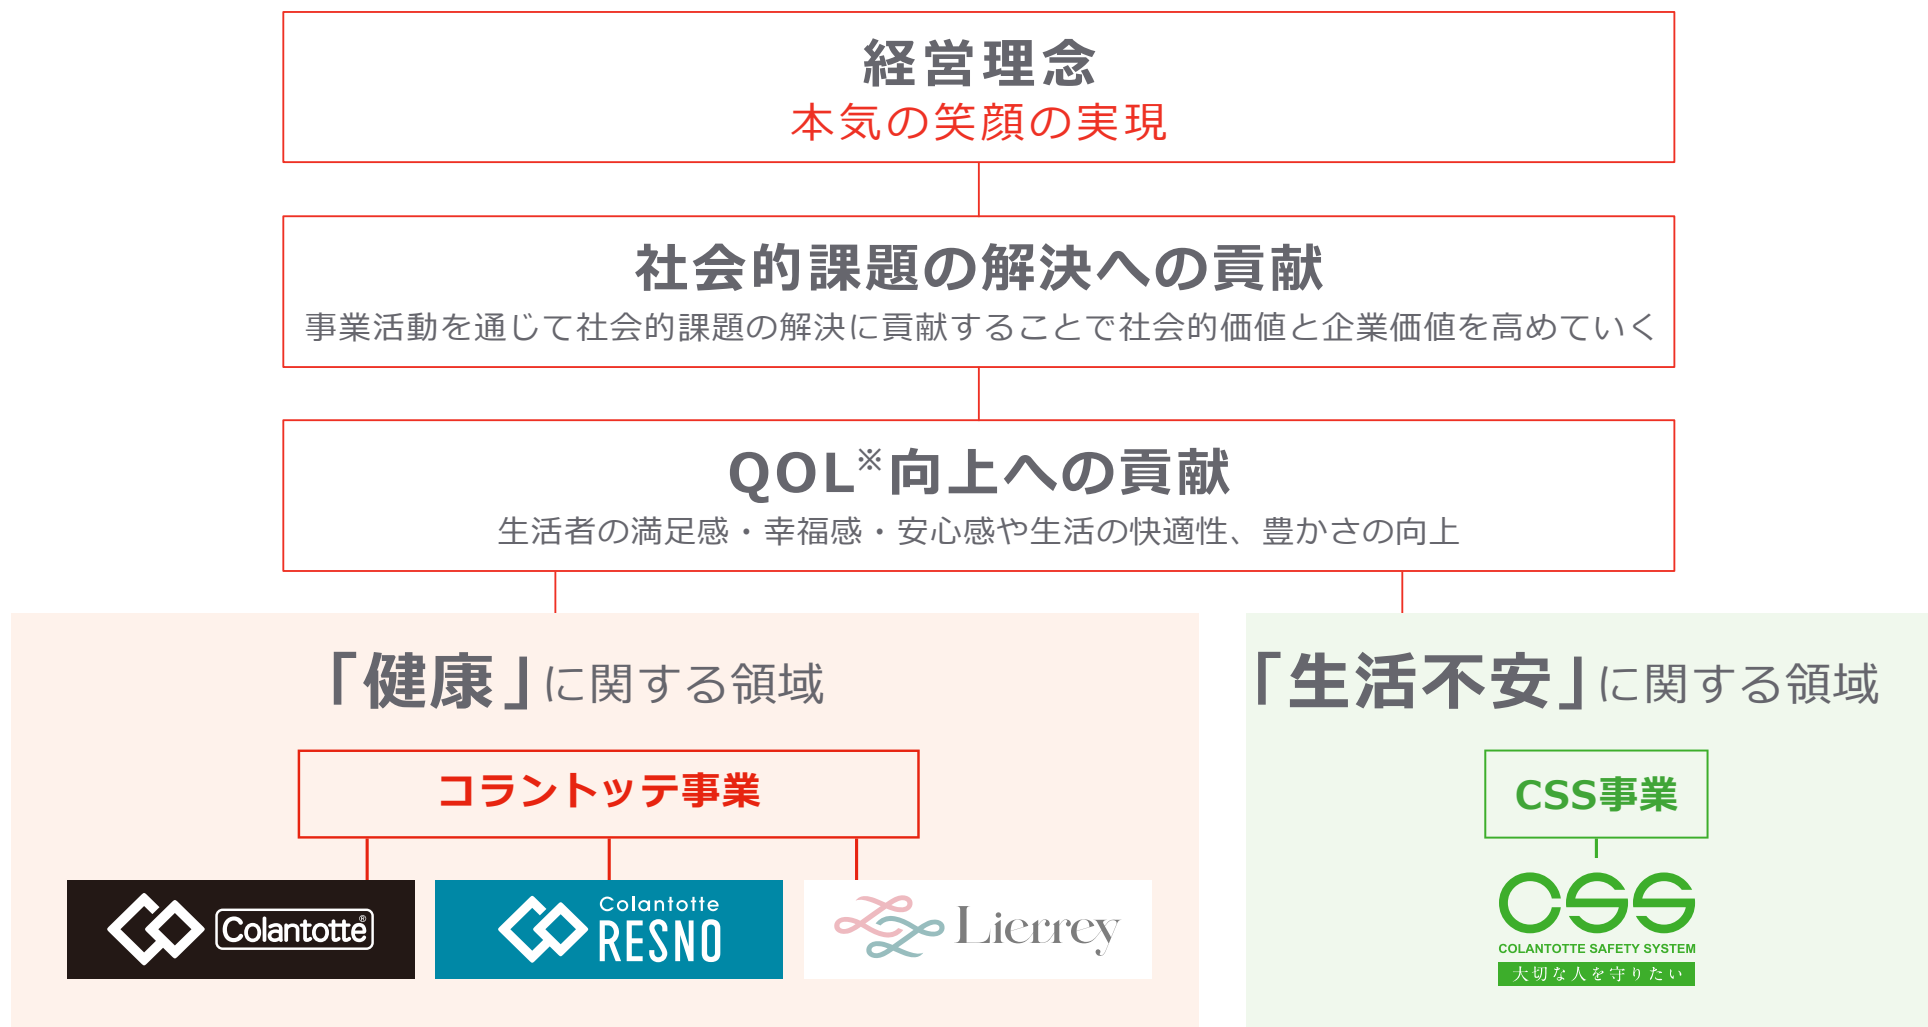 経営理念
本気の笑顔の実現
社会的課題の解決への貢献
事業活動を通じて社会的課題の解決に貢献することで社会的価値と企業価値を高めていく
QOL※向上への貢献
生活者の満足感・幸福感・安心感や生活の快適性、豊かさの向上
「健康」に関する領域
コラントッテ事業
Colantotte®
Colantotte
RESNO
Lierrey
「生活不安」に関する領域
CSS事業
CSS
COLANTOTTE SAFETY SYSTEM
大切な人を守りたい